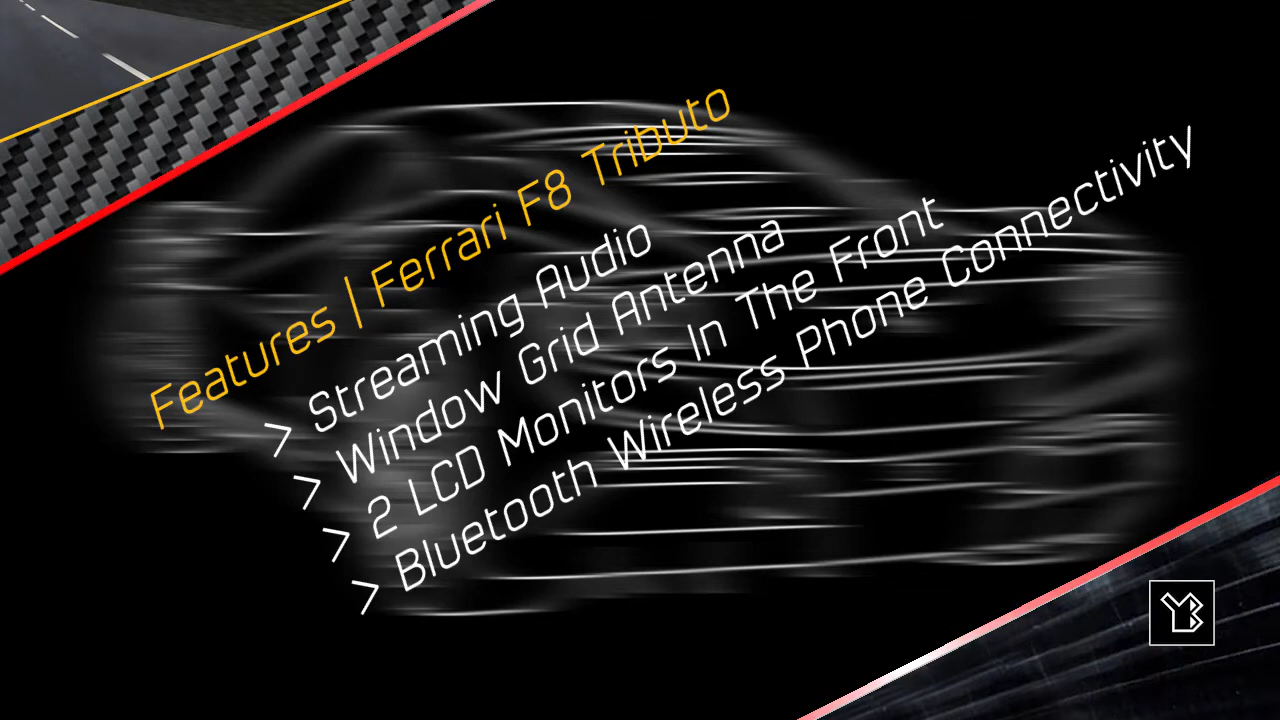 Features | Ferrari F8 Tributo
> Streaming Audio
> Window Grid Antenna
> 2 LCD Monitors In The Front
> Bluetooth Wireless Phone Connectivity